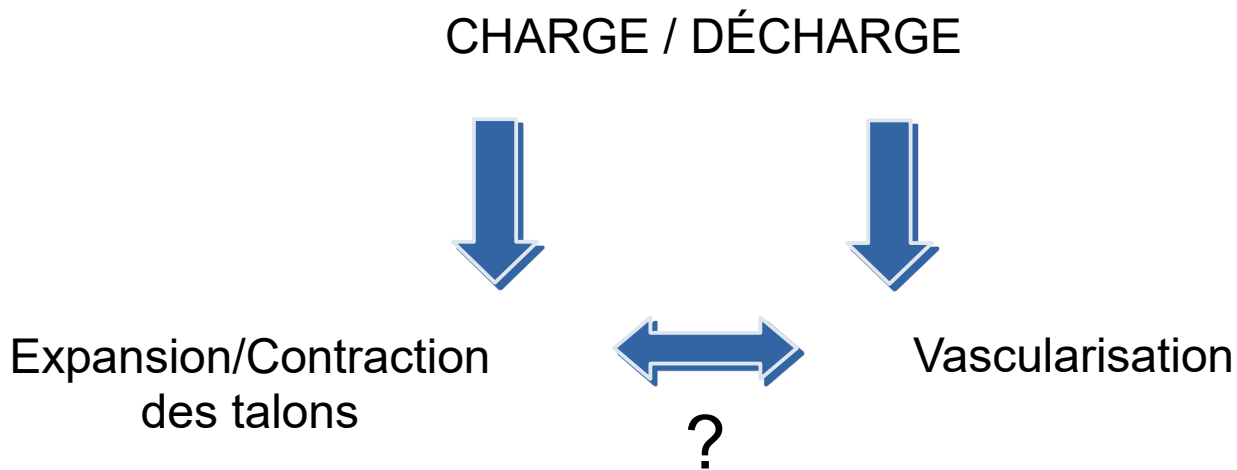 CHARGE / DÉCHARGE
Expansion/Contraction
des talons
Vascularisation
?